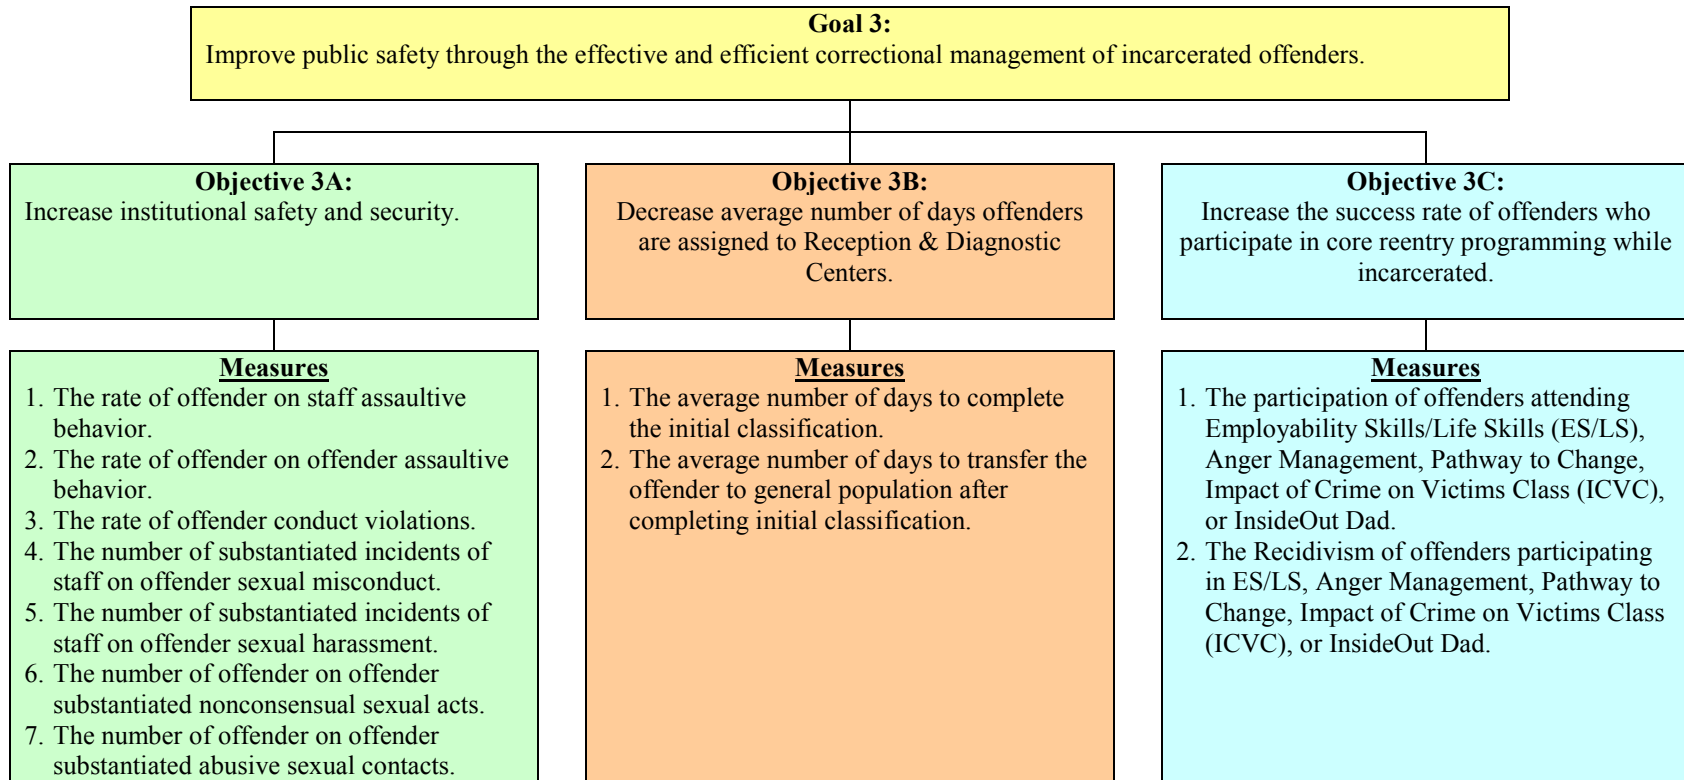 Goal 3:
Improve public safety through the effective and efficient correctional management of incarcerated offenders.
Objective 3A:
Increase institutional safety and security.
Objective 3B:
Decrease average number of days offenders
are assigned to Reception & Diagnostic
Centers.
Objective 3C:
Increase the success rate of offenders who
participate in core reentry programming while
incarcerated.
Measures
1. The rate of offender on staff assaultive
behavior.
2. The rate of offender on offender assaultive
behavior.
3. The rate of offender conduct violations.
4. The number of substantiated incidents of
staff on offender sexual misconduct.
5. The number of substantiated incidents of
staff on offender sexual harassment.
6. The number of offender on offender
substantiated nonconsensual sexual acts.
7. The number of offender on offender
substantiated abusive sexual contacts.
Measures
1. The average number of days to complete
the initial classification.
2. The average number of days to transfer the
offender to general population after
completing initial classification.
Measures
1. The participation of offenders attending
Employability Skills/Life Skills (ES/LS),
Anger Management, Pathway to Change,
Impact of Crime on Victims Class (ICVC),
or InsideOut Dad.
2. The Recidivism of offenders participating
in ES/LS, Anger Management, Pathway to
Change, Impact of Crime on Victims Class
(ICVC), or InsideOut Dad.